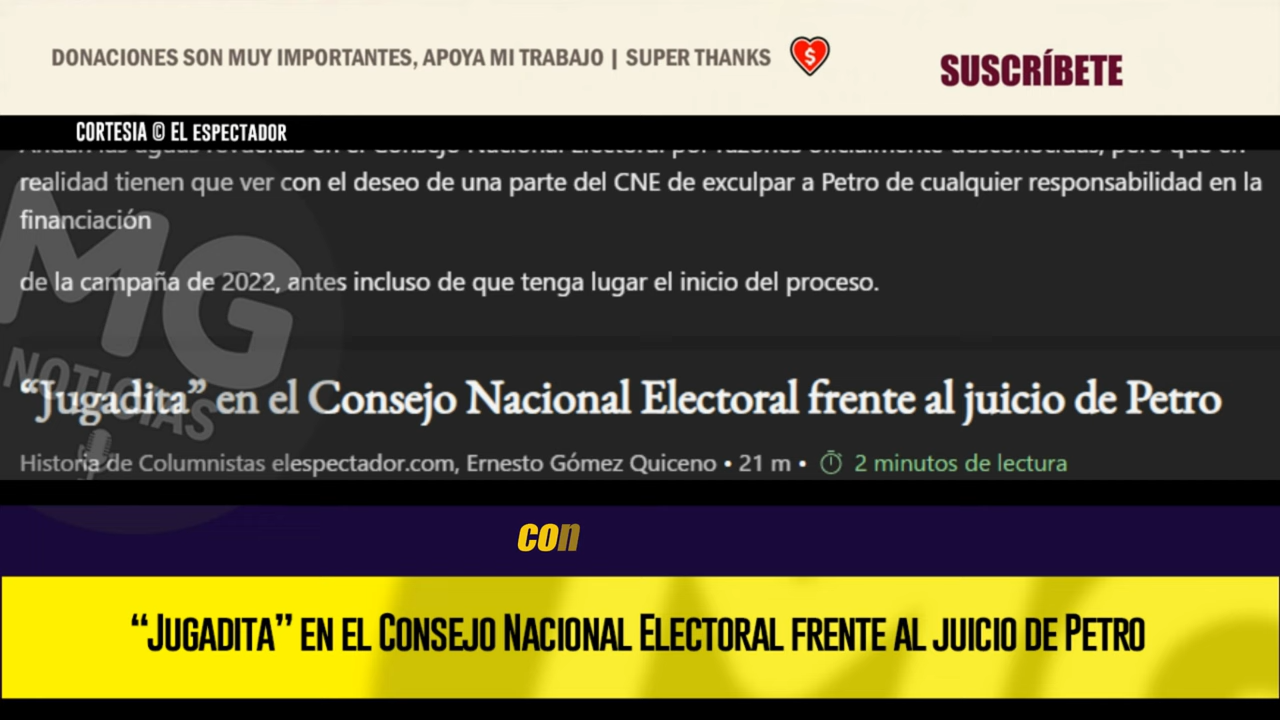 DONACIONES SON MUY IMPORTANTES, APOYA MI TRABAJO | SUPER THANKS
SUSCRÍBETE
CORTESIA © EL ESPECTADOR
realidad tienen que ver con el deseo de una parte del CNE de exculpar a Petro de cualquier responsabilidad en la
financiación
de la campaña de 2022, antes incluso de que tenga lugar el inicio del proceso.
MG
NOTICIAS
“Jugadita” en el Consejo Nacional Electoral frente al juicio de Petro
Historia de Columnistas elespectador.com, Ernesto Gómez Quiceno • 21 m • 2 minutos de lectura
con
“JUGADITA” EN EL CONSEJO NACIONAL ELECTORAL FRENTE AL JUICIO DE PETRO